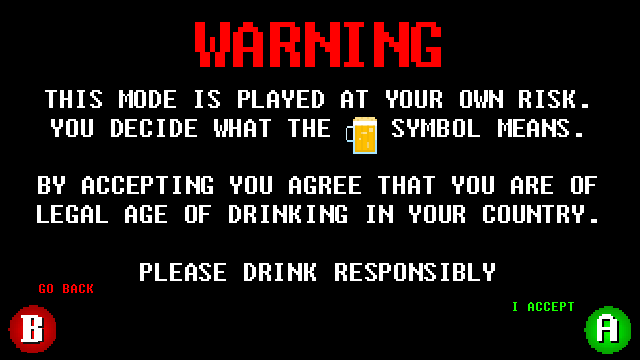 WARNING
THIS MODE IS PLAYED AT YOUR OWN RISK.
YOU DECIDE WHAT THE SYMBOL MEANS.
BY ACCEPTING YOU AGREE THAT YOU ARE OF
LEGAL AGE OF DRINKING IN YOUR COUNTRY.
PLEASE DRINK RESPONSIBLY
GO BACK
I ACCEPT
B
A